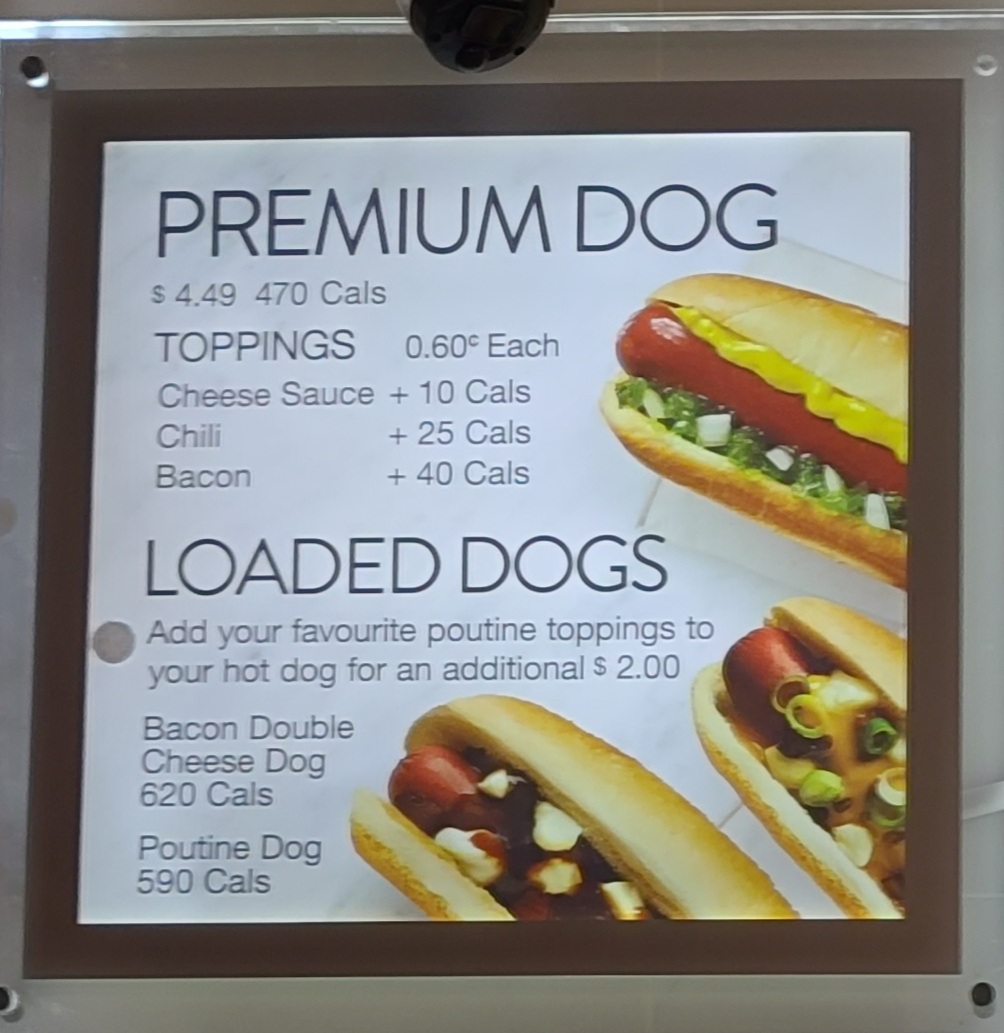 PREMIUM DOG
$ 4.49 470 Cals
TOPPINGS 0.60¢ Each
Cheese Sauce + 10 Cals
Chili + 25 Cals
Bacon + 40 Cals
LOADED DOGS
Add your favourite poutine toppings to
your hot dog for an additional $ 2.00
Bacon Double
Cheese Dog
620 Cals
Poutine Dog
590 Cals